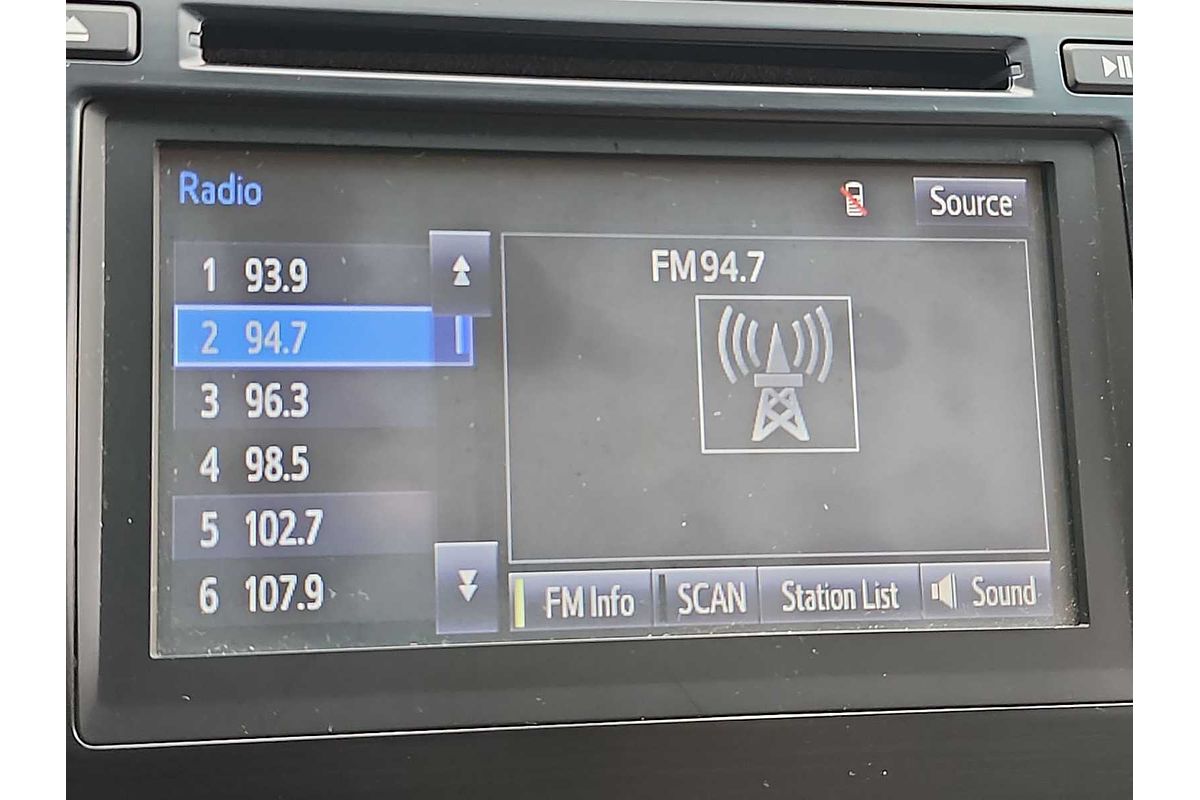 Radio
Source
1 93.9
2 94.7
3 96.3
4 98.5
5 102.7
6 107.9
FM 94.7
FM Info
SCAN
Station List
Sound